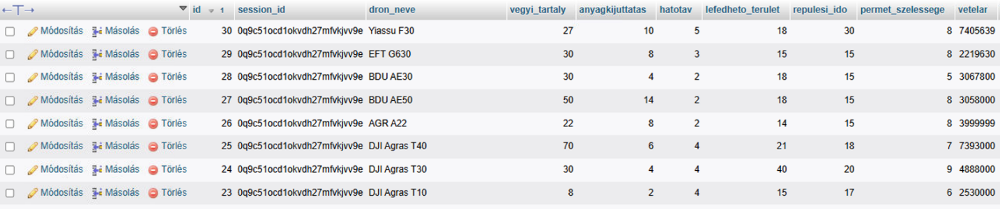 ←T→ id 1 session_id dron_neve vegyi_tartaly anyagkijuttatas hatotav lefedheto_terulet repulesi_ido permet_szelessege vetelar
Módosítás Másolás Törlés 30 0q9c51ocd1okvdh27mfvkjvv9e Yiassu F30 27 10 5 18 30 8 7405639
Módosítás Másolás Törlés 29 0q9c51ocd1okvdh27mfvkjvv9e EFT G630 30 8 3 15 15 8 2219630
Módosítás Másolás Törlés 28 0q9c51ocd1okvdh27mfvkjvv9e BDU AE30 30 4 2 18 15 5 3067800
Módosítás Másolás Törlés 27 0q9c51ocd1okvdh27mfvkjvv9e BDU AE50 50 14 2 18 15 8 3058000
Módosítás Másolás Törlés 26 0q9c51ocd1okvdh27mfvkjvv9e AGR A22 22 8 2 14 15 8 3999999
Módosítás Másolás Törlés 25 0q9c51ocd1okvdh27mfvkjvv9e DJI Agras T40 70 6 4 21 18 7 7393000
Módosítás Másolás Törlés 24 0q9c51ocd1okvdh27mfvkjvv9e DJI Agras T30 30 4 4 40 20 9 4888000
Módosítás Másolás Törlés 23 0q9c51ocd1okvdh27mfvkjvv9e DJI Agras T10 8 2 4 15 17 6 2530000